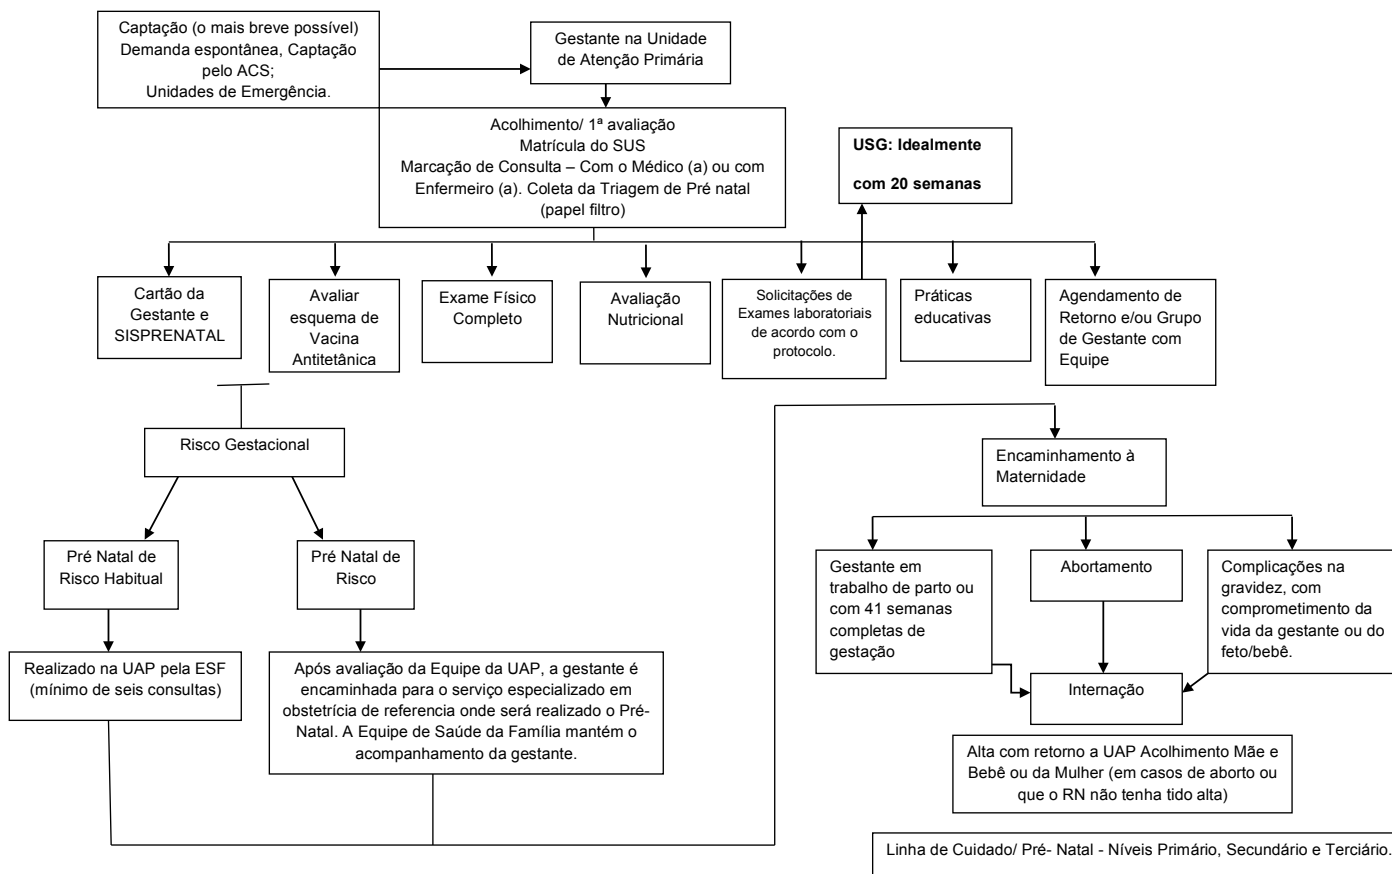 Captação (o mais breve possível)
Demanda espontânea, Captação
pelo ACS;
Unidades de Emergência.
Gestante na Unidade
de Atenção Primária
Acolhimento/ 1ª avaliação
Matrícula do SUS
Marcação de Consulta – Com o Médico (a) ou com
Enfermeiro (a). Coleta da Triagem de Pré natal
(papel filtro)
USG: Idealmente
com 20 semanas
Cartão da
Gestante e
SISPRENATAL
Avaliar
esquema de
Vacina
Antitetânica
Exame Físico
Completo
Avaliação
Nutricional
Solicitações de
Exames laboratoriais
de acordo com o
protocolo.
Práticas
educativas
Agendamento de
Retorno e/ou Grupo
de Gestante com
Equipe
Risco Gestacional
Encaminhamento à
Maternidade
Pré Natal de
Risco Habitual
Pré Natal de
Risco
Gestante em
trabalho de parto ou
com 41 semanas
completas de
gestação
Abortamento
Complicações na
gravidez, com
comprometimento da
vida da gestante ou do
feto/bebê.
Realizado na UAP pela ESF
(mínimo de seis consultas)
Após avaliação da Equipe da UAP, a gestante é
encaminhada para o serviço especializado em
obstetrícia de referencia onde será realizado o Pré-
Natal. A Equipe de Saúde da Família mantém o
acompanhamento da gestante.
Internação
Alta com retorno a UAP Acolhimento Mãe e
Bebê ou da Mulher (em casos de aborto ou
que o RN não tenha tido alta)
Linha de Cuidado/ Pré- Natal - Níveis Primário, Secundário e Terciário.